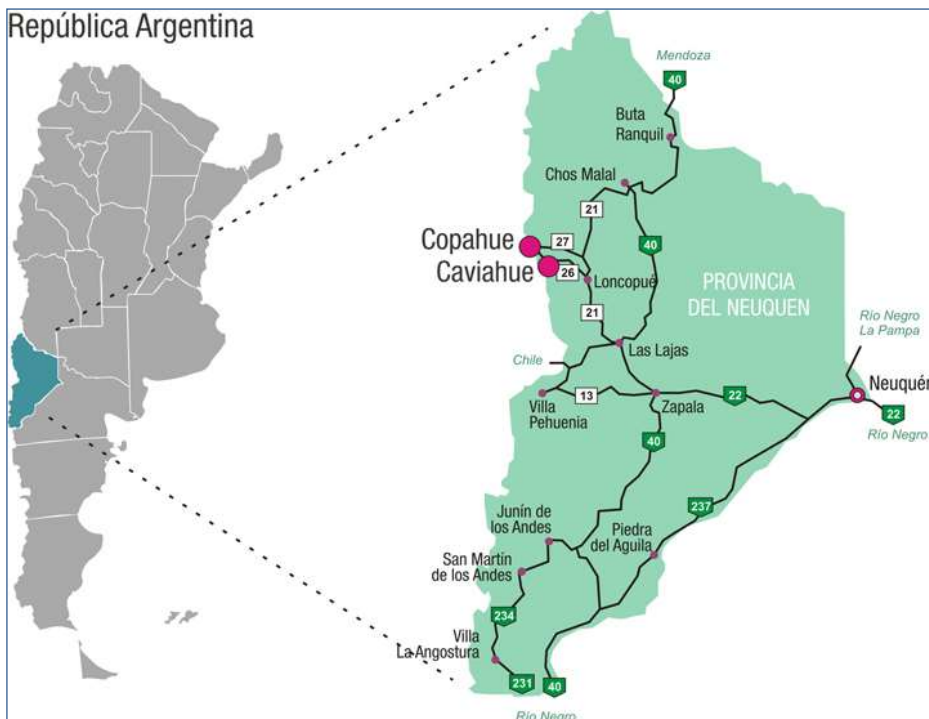 República Argentina
Mendoza
40
Buta
Ranquil
Chos Malal
21
40
Copahue
27
Caviahue
26
Loncopué
PROVINCIA
DEL NEUQUEN
21
Río Negro
La Pampa
Las Lajas
Chile
Neuquén
Villa
Pehuenia
13
Zapala
22
22
Río Negro
40
237
Junín de
los Andes
Piedra
del Aguila
San Martín
de los Andes
234
Villa
La Angostura
231
40
Río Negro